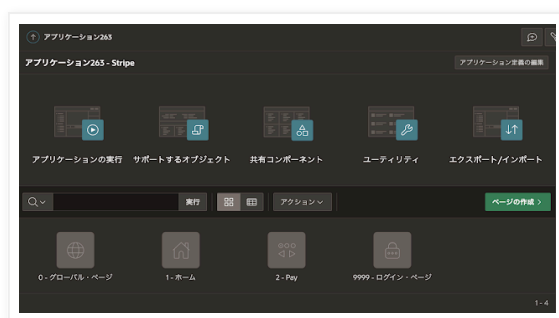 アプリケーション263
アプリケーション263 - Stripe
アプリケーション定義の編集
アプリケーションの実行 サポートするオブジェクト 共有コンポーネント ユーティリティ エクスポート/インポート
実行 アクション ページの作成
0 - グローバル・ページ 1 - ホーム 2 - Pay 9999 - ログイン・ページ
1 - 4